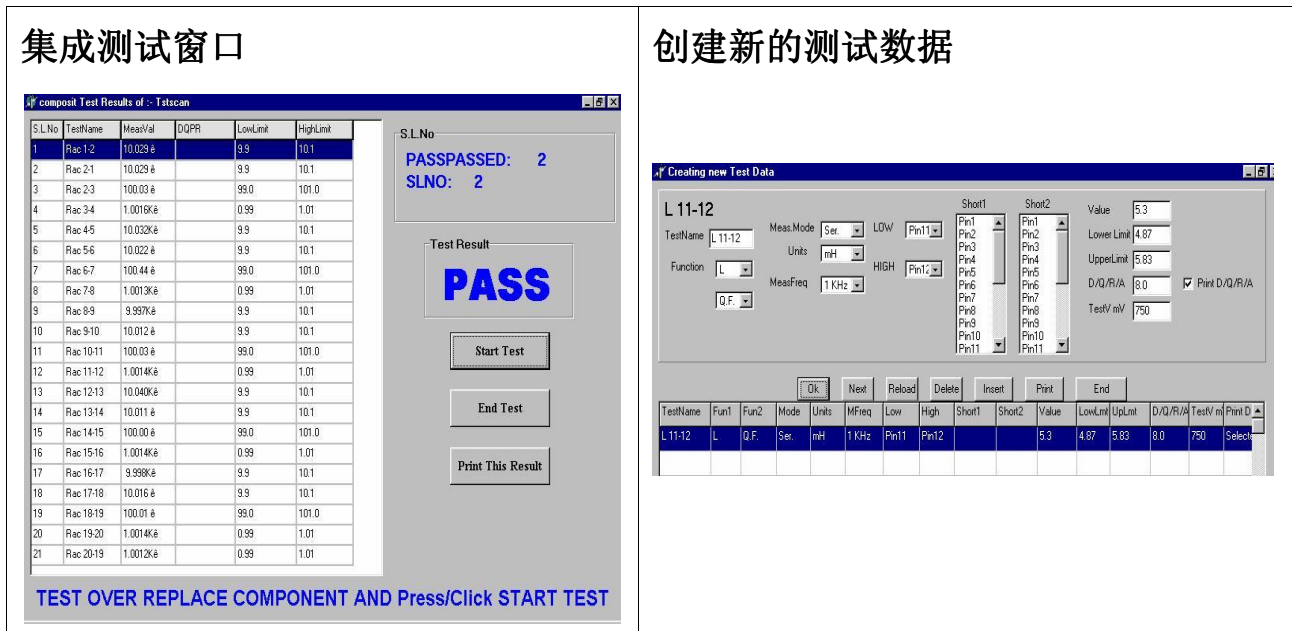 集成测试窗口
composit Test Results of :- Tstscan
S.L.No TestName MeasVal DQPR LowLimit HighLimit
1 Rac 1-2 10.029 ê 9.9 10.1
2 Rac 2-1 10.029 ê 9.9 10.1
3 Rac 2-3 100.03 ê 99.0 101.0
4 Rac 3-4 1.0016Kê 0.99 1.01
5 Rac 4-5 10.032Kê 9.9 10.1
6 Rac 5-6 10.022 ê 9.9 10.1
7 Rac 6-7 100.44 ê 99.0 101.0
8 Rac 7-8 1.0013Kê 0.99 1.01
9 Rac 8-9 9.997Kê 9.9 10.1
10 Rac 9-10 10.012 ê 9.9 10.1
11 Rac 10-11 100.03 ê 99.0 101.0
12 Rac 11-12 1.0014Kê 0.99 1.01
13 Rac 12-13 10.040Kê 9.9 10.1
14 Rac 13-14 10.011 ê 9.9 10.1
15 Rac 14-15 100.00 ê 99.0 101.0
16 Rac 15-16 1.0014Kê 0.99 1.01
17 Rac 16-17 9.998Kê 9.9 10.1
18 Rac 17-18 10.016 ê 9.9 10.1
19 Rac 18-19 100.01 ê 99.0 101.0
20 Rac 19-20 1.0014Kê 0.99 1.01
21 Rac 20-19 1.0012Kê 0.99 1.01
S.L.No
PASSPASSED: 2
SLNO: 2
Test Result
PASS
Start Test
End Test
Print This Result
TEST OVER REPLACE COMPONENT AND Press/Click START TEST
创建新的测试数据
Creating new Test Data
L 11-12
TestName L 11-12
Function L
Q.F.
Meas.Mode Ser.
Units mH
MeasFreq 1 KHz
LOW Pin11
HIGH Pin12
Short1
Pin1
Pin2
Pin3
Pin4
Pin5
Pin6
Pin7
Pin8
Pin9
Pin10
Pin11
Short2
Pin1
Pin2
Pin3
Pin4
Pin5
Pin6
Pin7
Pin8
Pin9
Pin10
Pin11
Value 5.3
Lower Limit 4.87
UpperLimit 5.83
D/Q/R/A 8.0
TestV mV 750
Print D/Q/R/A
Ok Next Reload Delete Insert Print End
TestName Fun1 Fun2 Mode Units MFreq Low High Short1 Short2 Value LowLmt UpLmt D/Q/R/A TestV m Print D
L 11-12 L Q.F. Ser. mH 1 KHz Pin11 Pin12 5.3 4.87 5.83 8.0 750 Selecte